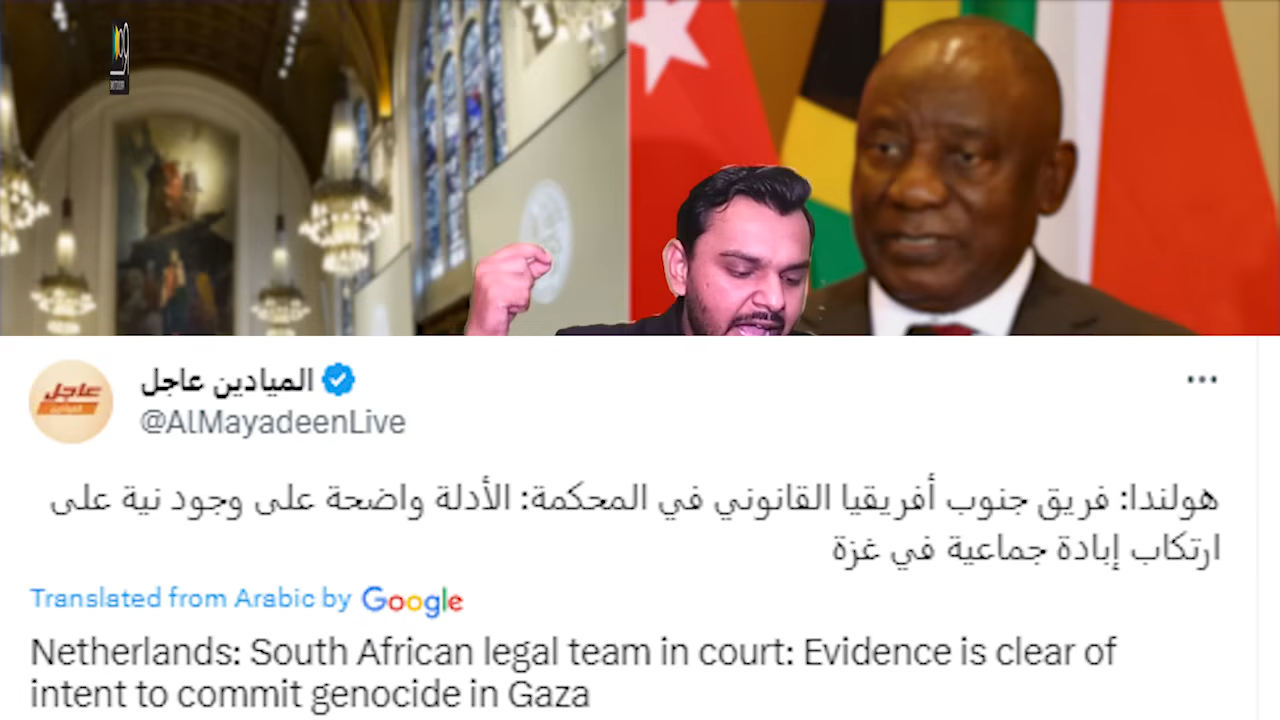 الميادين عاجل
@AlMayadeenLive
عاجل
الميادين
هولندا: فريق جنوب أفريقيا القانوني في المحكمة: الأدلة واضحة على وجود نية على
ارتكاب إبادة جماعية في غزة
Translated from Arabic by Google
Netherlands: South African legal team in court: Evidence is clear of
intent to commit genocide in Gaza